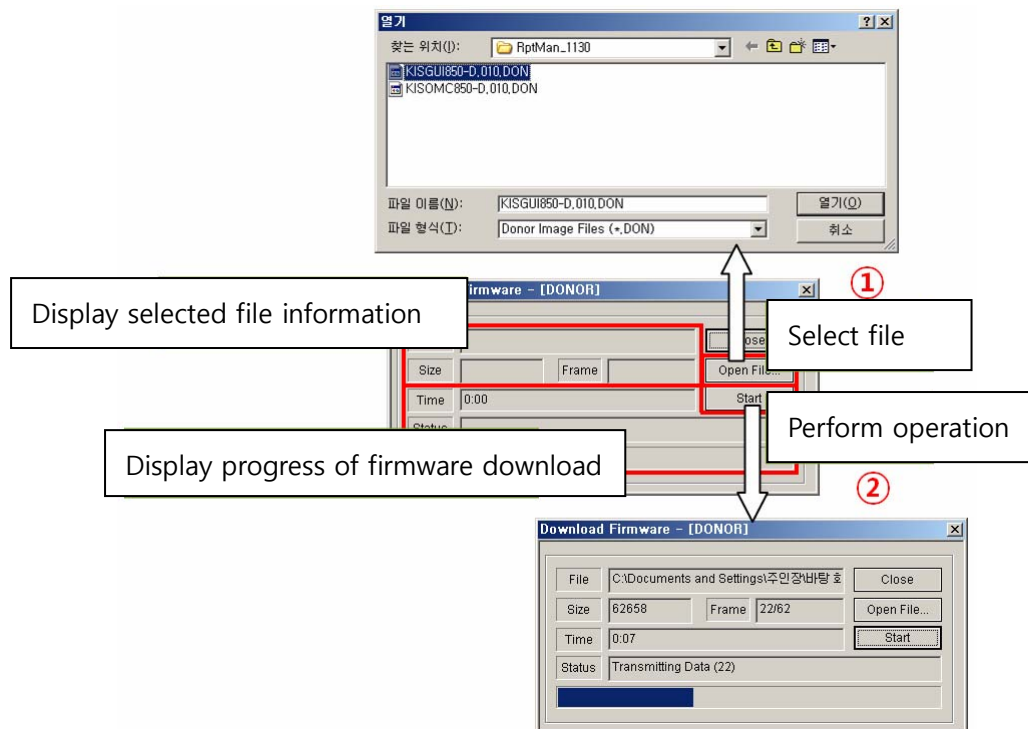 열기
찾는 위치(I):
RptMan_1130
KISGUI850-D,010,DON
KISOMC850-D,010,DON
파일 이름(N):
KISGUI850-D,010,DON
열기(O)
파일 형식(T):
Donor Image Files (*,DON)
취소
①
irmware - [DONOR]
Display selected file information
Select file
Size
Frame
Open File...
Time
0:00
Start
Status
Perform operation
Display progress of firmware download
②
Download Firmware - [DONOR]
File
C:\Documents and Settings\주인장\바탕 호
Close
Size
62658
Frame
22/62
Open File...
Time
0:07
Start
Status
Transmitting Data (22)